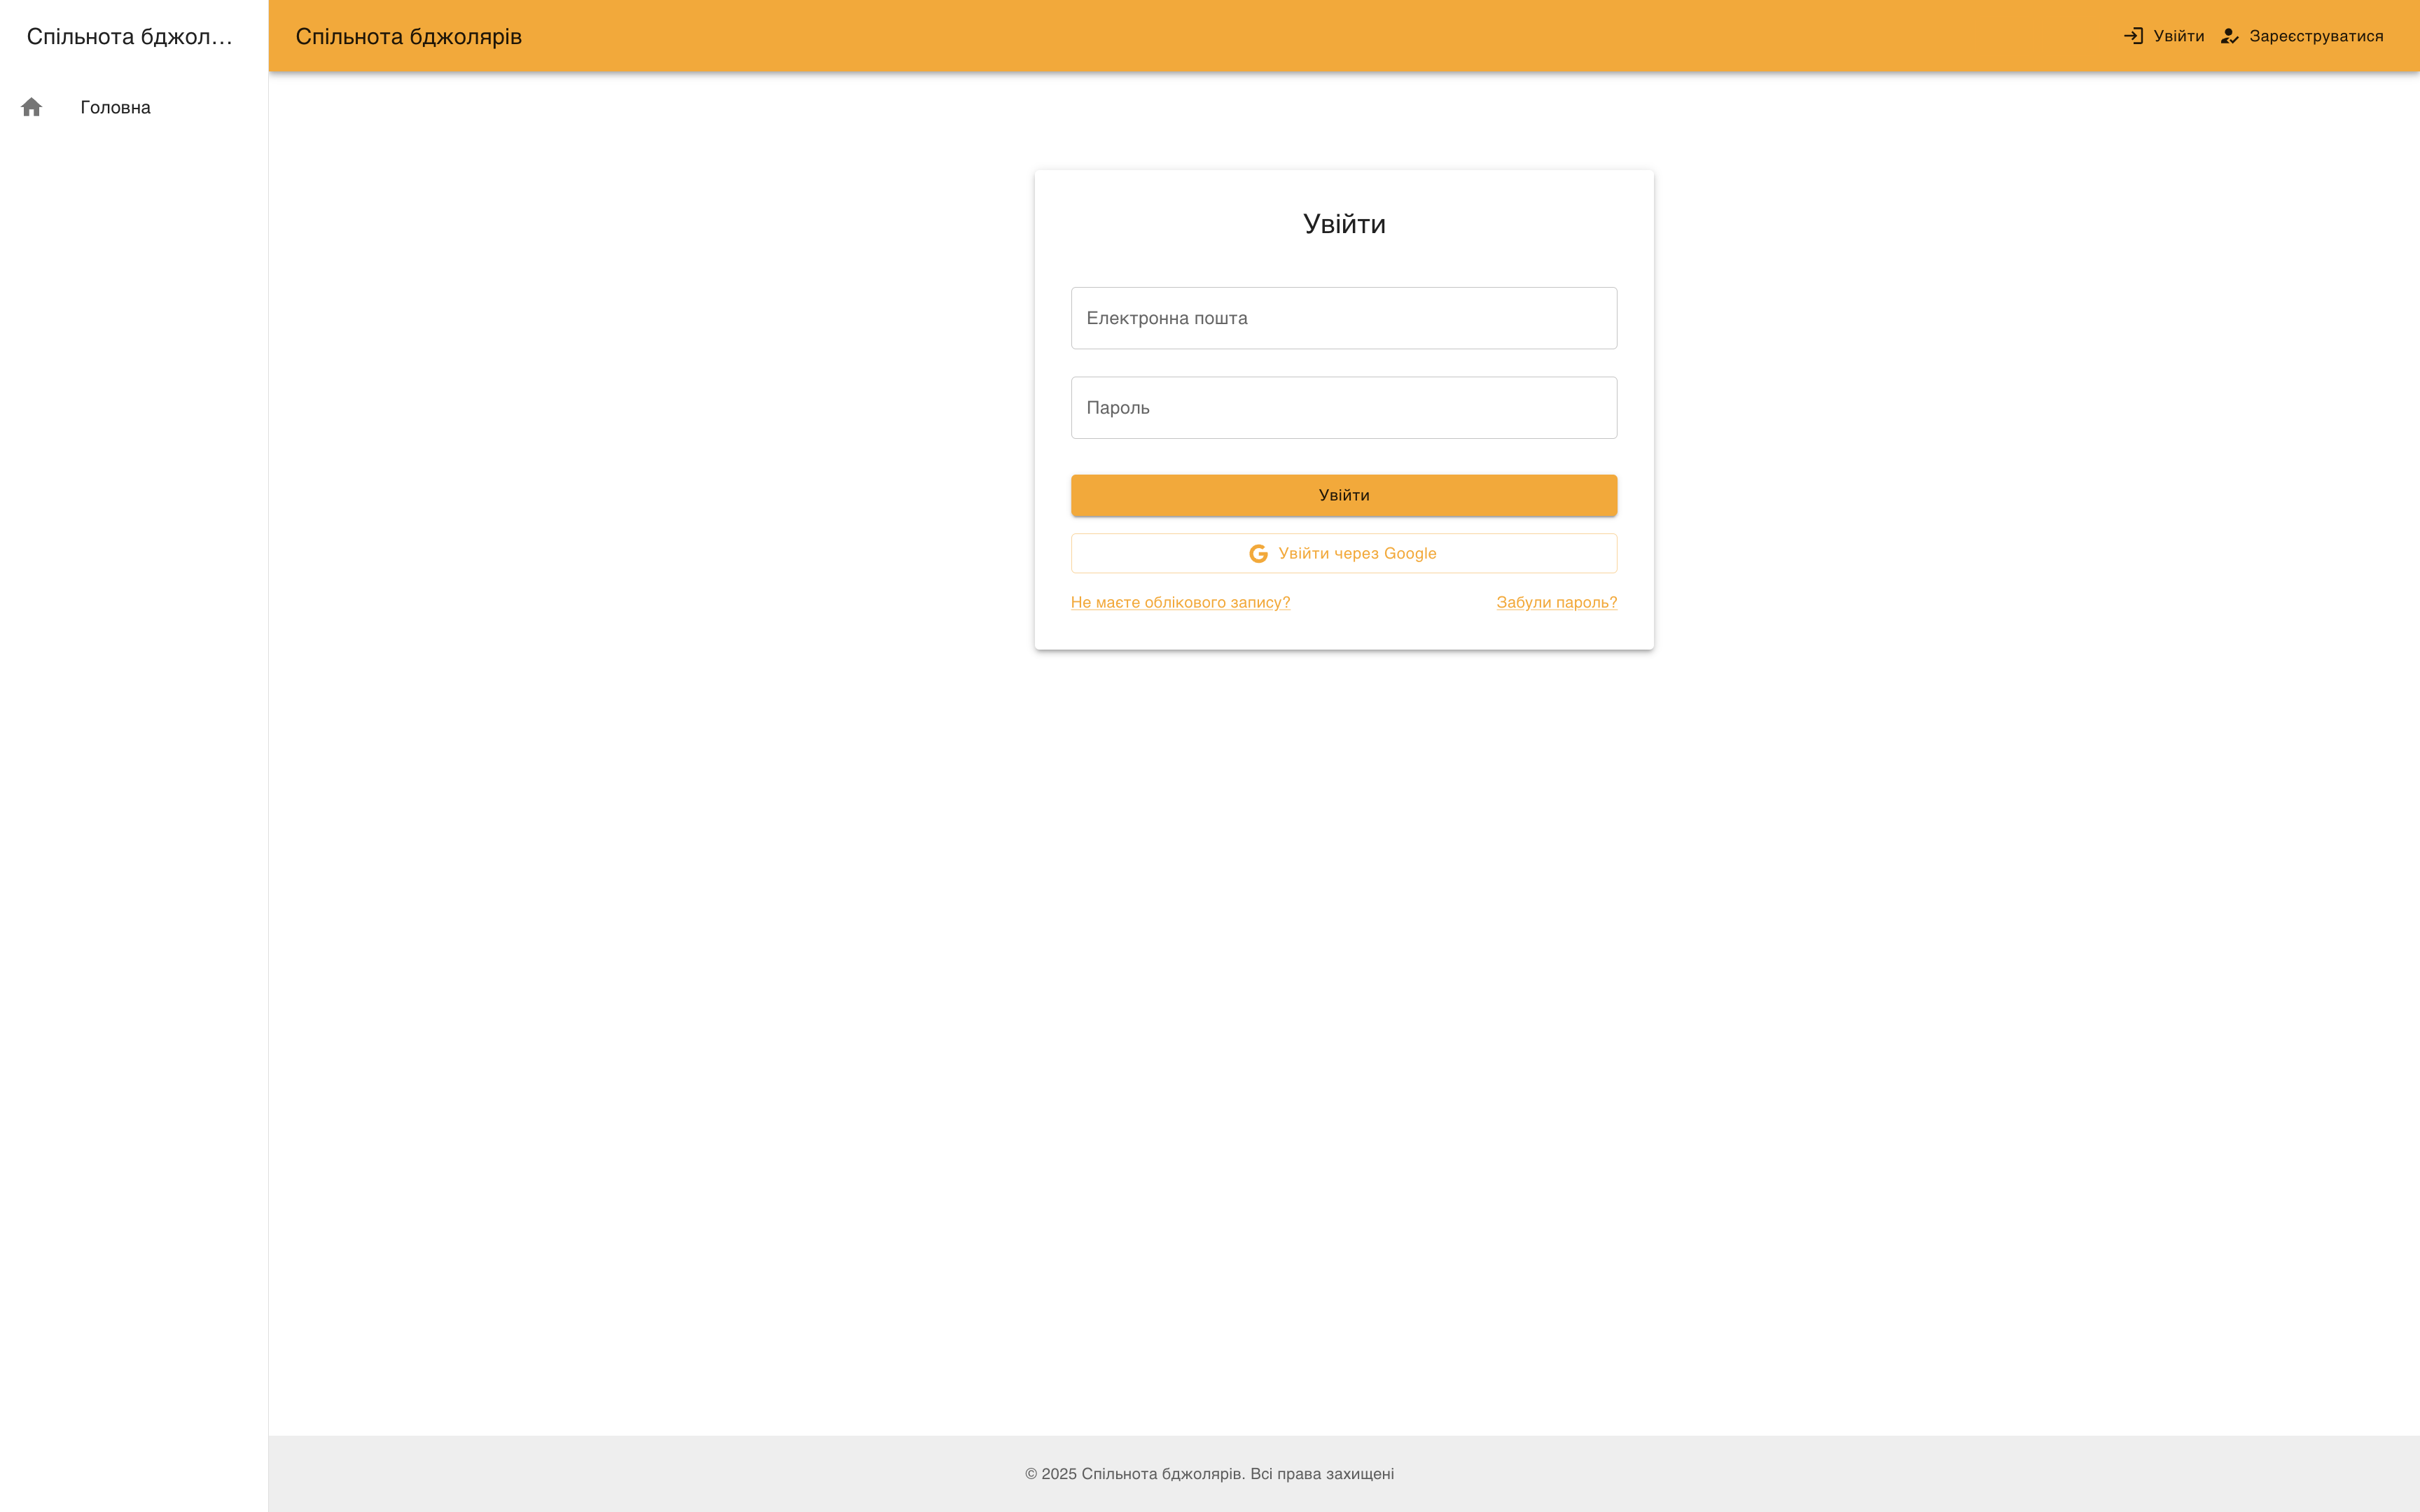 Спільнота бджол...
Спільнота бджолярів
Увійти
Зареєструватися
Головна
Увійти
Електронна пошта
Пароль
Увійти
Увійти через Google
Не маєте облікового запису?
Забули пароль?
© 2025 Спільнота бджолярів. Всі права захищені